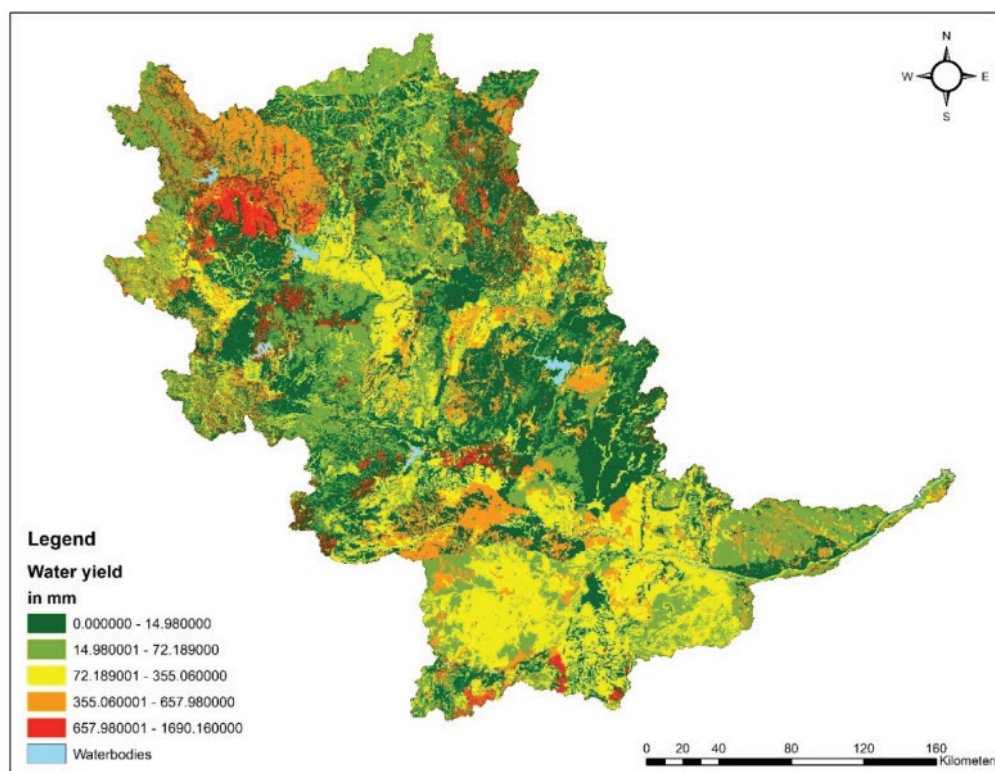 N
W E
S
Legend
Water yield
in mm
0.000000 - 14.980000
14.980001 - 72.189000
72.189001 - 355.060000
355.060001 - 657.980000
657.980001 - 1690.160000
Waterbodies
0 20 40 80 120 160
Kilometers